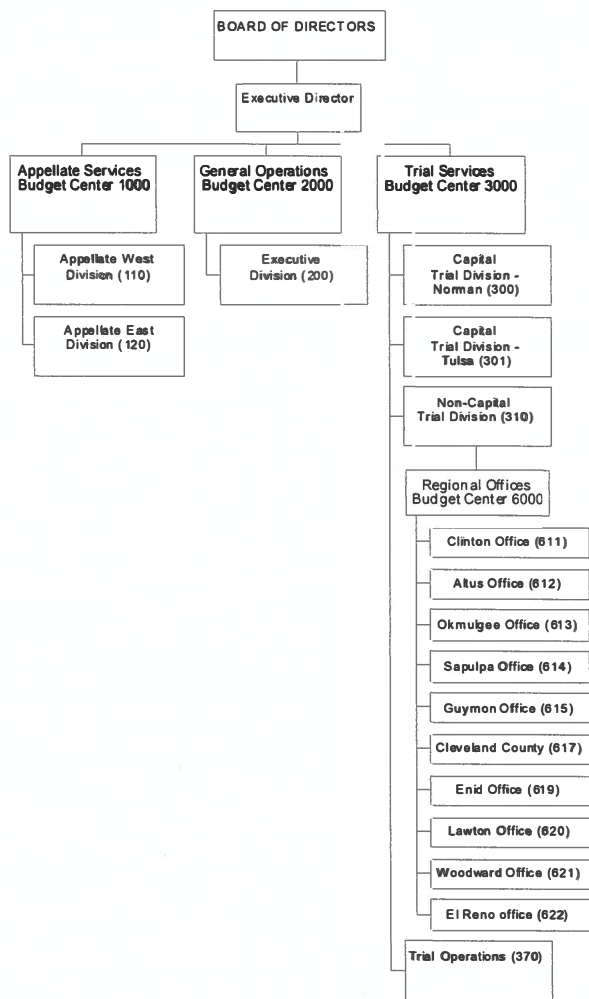 BOARD OF DIRECTORS
Executive Director
Appellate Services
Budget Center 1000
General Operations
Budget Center 2000
Trial Services
Budget Center 3000
Appellate West
Division (110)
Appellate East
Division (120)
Executive
Division (200)
Capital
Trial Division -
Norman (300)
Capital
Trial Division -
Tulsa (301)
Non-Capital
Trial Division (310)
Regional Offices
Budget Center 6000
Clinton Office (611)
Altus Office (612)
Okmulgee Office (613)
Sapulpa Office (614)
Guymon Office (615)
Cleveland County (617)
Enid Office (619)
Lawton Office (620)
Woodward Office (621)
El Reno office (622)
Trial Operations (370)